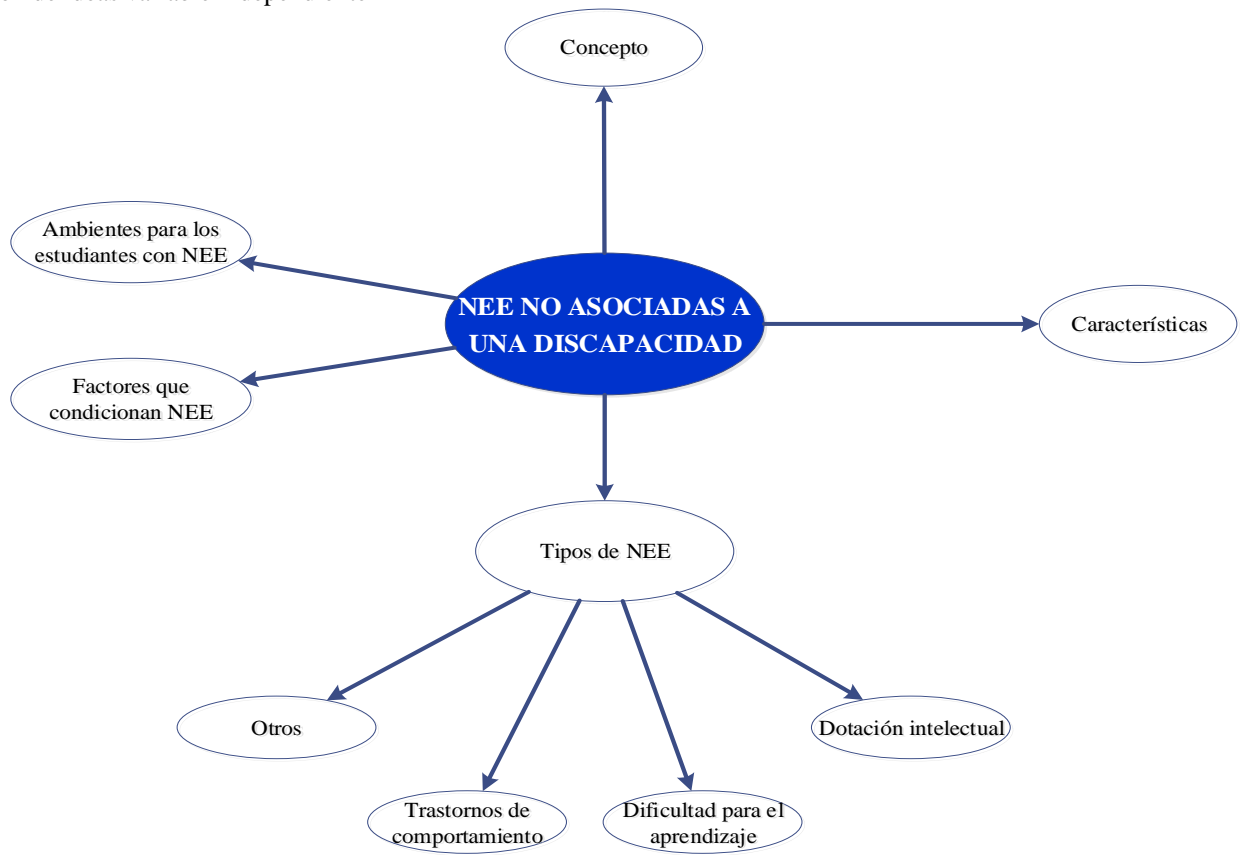 Concepto
Ambientes para los
estudiantes con NEE
NEE NO ASOCIADAS A
UNA DISCAPACIDAD
Características
Factores que
condicionan NEE
Tipos de NEE
Otros
Dotación intelectual
Trastornos de
comportamiento
Dificultad para el
aprendizaje